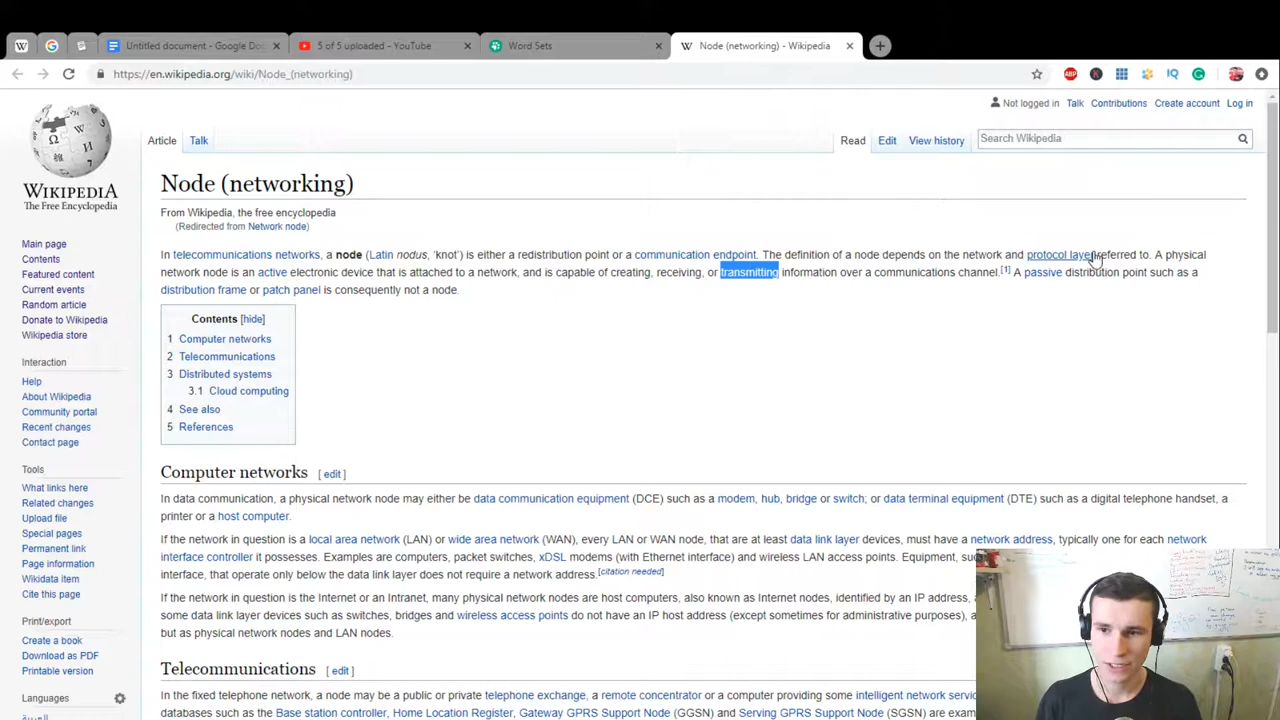 Untitled document - Google Doc
5 of 5 uploaded - YouTube
Word Sets
Node (networking) - Wikipedia
https://en.wikipedia.org/wiki/Node_(networking)
ABP
K
IQ
G
WIKIPEDIA
The Free Encyclopedia
Not logged in Talk Contributions Create account Log in
Article Talk
Read Edit View history
Search Wikipedia
Main page
Contents
Featured content
Current events
Random article
Donate to Wikipedia
Wikipedia store
Interaction
Help
About Wikipedia
Community portal
Recent changes
Contact page
Tools
What links here
Related changes
Upload file
Special pages
Permanent link
Page information
Wikidata item
Cite this page
Print/export
Create a book
Download as PDF
Printable version
Languages
Node (networking)
From Wikipedia, the free encyclopedia
(Redirected from Network node)
In telecommunications networks, a node (Latin nodus, 'knot') is either a redistribution point or a communication endpoint. The definition of a node depends on the network and protocol layer referred to. A physical
network node is an active electronic device that is attached to a network, and is capable of creating, receiving, or transmitting information over a communications channel.[1] A passive distribution point such as a
distribution frame or patch panel is consequently not a node.
Contents [hide]
1 Computer networks
2 Telecommunications
3 Distributed systems
3.1 Cloud computing
4 See also
5 References
Computer networks [ edit ]
In data communication, a physical network node may either be data communication equipment (DCE) such as a modem, hub, bridge or switch; or data terminal equipment (DTE) such as a digital telephone handset, a
printer or a host computer.
If the network in question is a local area network (LAN) or wide area network (WAN), every LAN or WAN node, that are at least data link layer devices, must have a network address, typically one for each network
interface controller it possesses. Examples are computers, packet switches, xDSL modems (with Ethernet interface) and wireless LAN access points. Equipment, suc
interface, that operate only below the data link layer does not require a network address.[citation needed]
If the network in question is the Internet or an Intranet, many physical network nodes are host computers, also known as Internet nodes, identified by an IP address, a
some data link layer devices such as switches, bridges and wireless access points do not have an IP host address (except sometimes for administrative purposes), a
but as physical network nodes and LAN nodes.
Telecommunications [ edit ]
In the fixed telephone network, a node may be a public or private telephone exchange, a remote concentrator or a computer providing some intelligent network servic
databases such as the Base station controller, Home Location Register, Gateway GPRS Support Node (GGSN) and Serving GPRS Support Node (SGSN) are exam